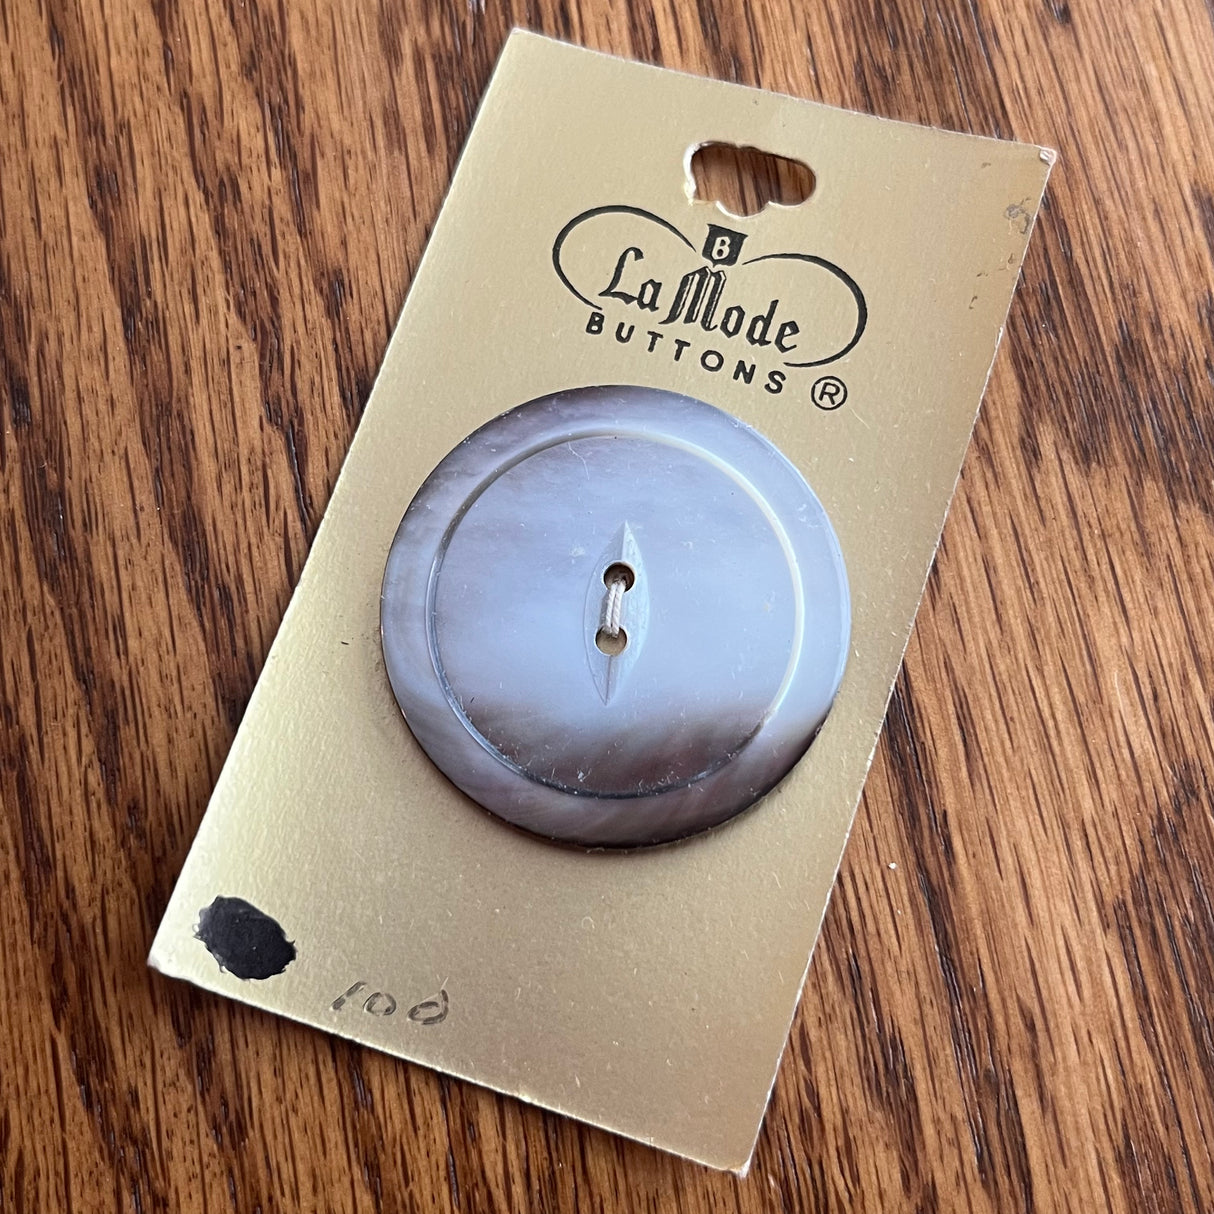 B
La Mode
BUTTONS ®
100